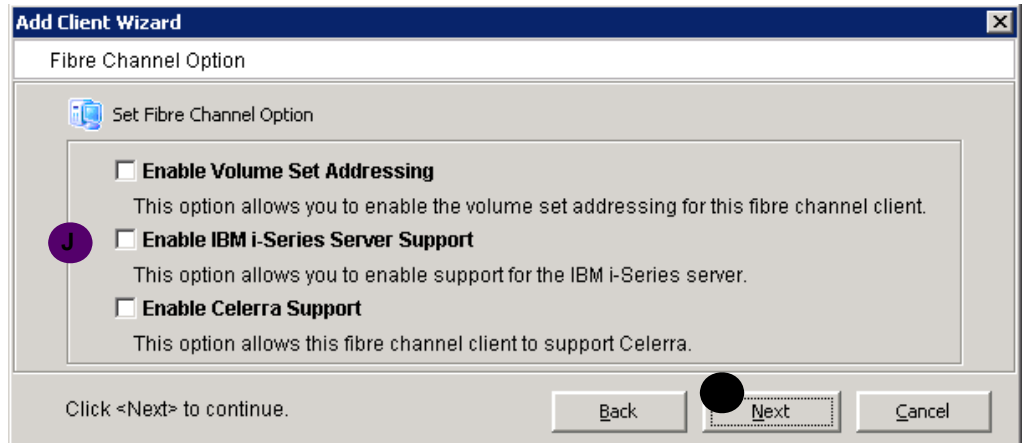 Add Client Wizard
Fibre Channel Option
Set Fibre Channel Option
Enable Volume Set Addressing
This option allows you to enable the volume set addressing for this fibre channel client.
J Enable IBM i-Series Server Support
This option allows you to enable support for the IBM i-Series server.
Enable Celerra Support
This option allows this fibre channel client to support Celerra.
Click <Next> to continue. Back Next Cancel